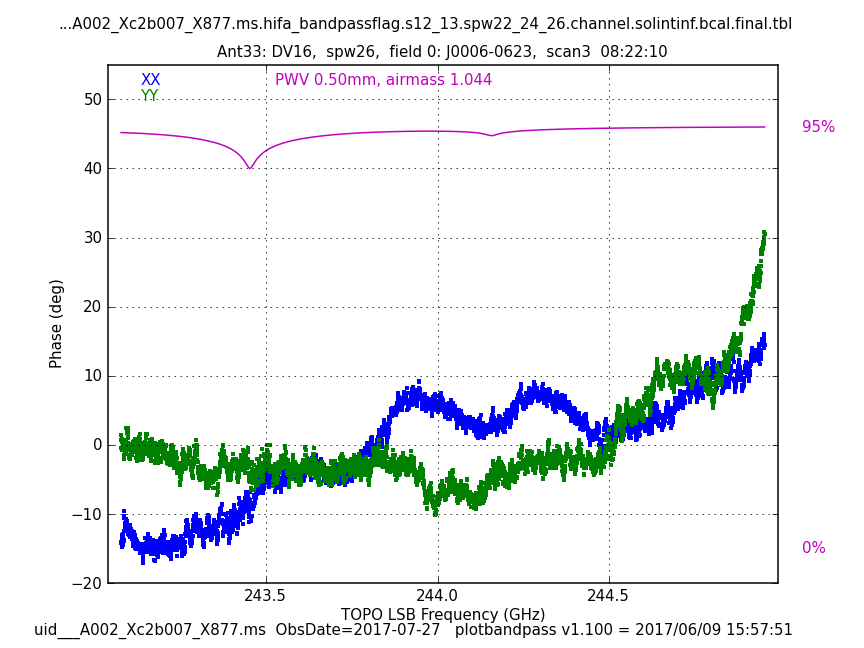 ...A002_Xc2b007_X877.ms.hifa_bandpassflag.s12_13.spw22_24_26.channel.solintinf.bcal.final.tbl
Ant33: DV16,  spw26,  field 0: J0006-0623,  scan3  08:22:10
XX
PWV 0.50mm, airmass 1.044
YY
50
95%
40
30
20
10
0
−10
0%
−20
Phase (deg)
243.5
244.0
244.5
TOPO LSB Frequency (GHz)
uid___A002_Xc2b007_X877.ms  ObsDate=2017-07-27   plotbandpass v1.100 = 2017/06/09 15:57:51